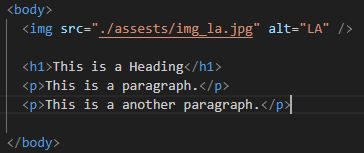 <body>
<img src="./assests/img_la.jpg" alt="LA" />
<h1>This is a Heading</h1>
<p>This is a paragraph.</p>
<p>This is a another paragraph.</p>
</body>